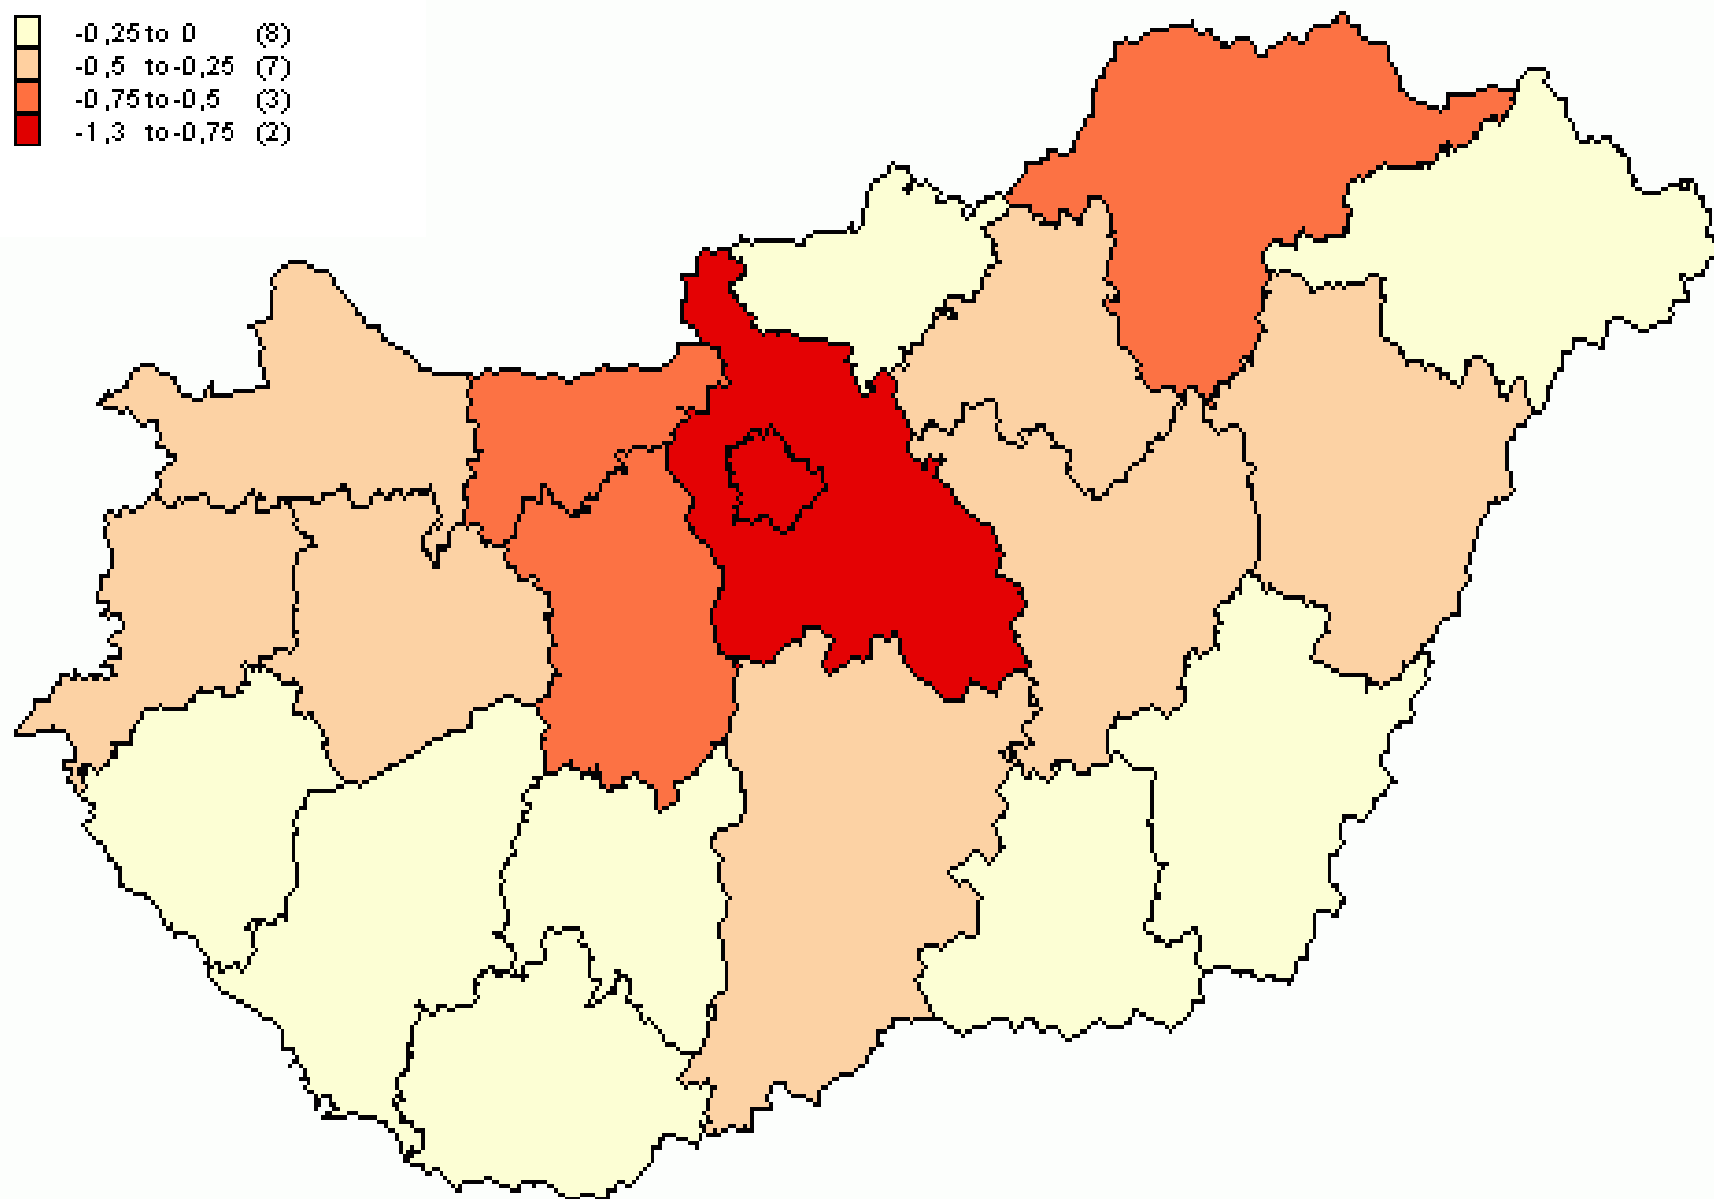 -0,25 to 0 (8)
-0,5 to -0,25 (7)
-0,75 to -0,5 (3)
-1,3 to -0,75 (2)